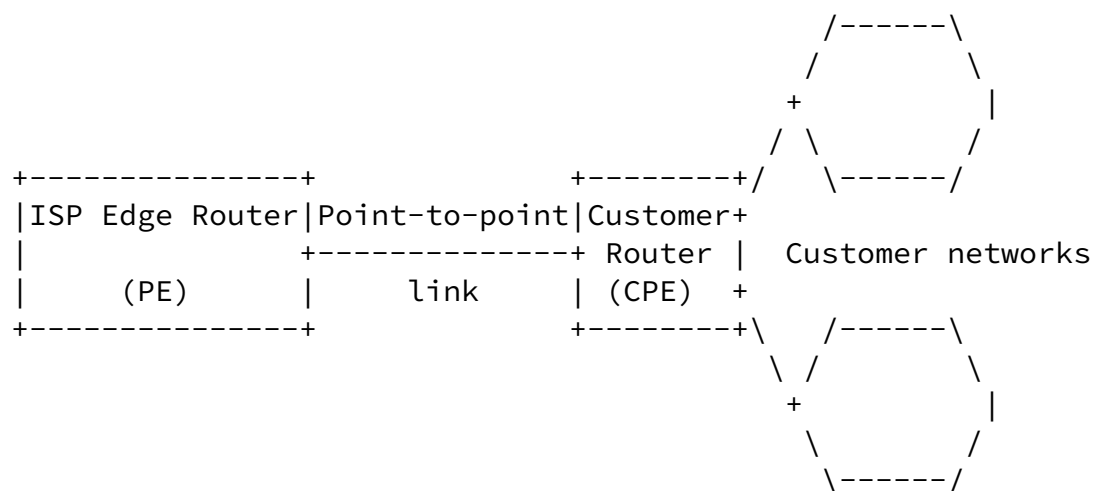 ISP Edge Router Point-to-point Customer
Router Customer networks
(PE) link (CPE)